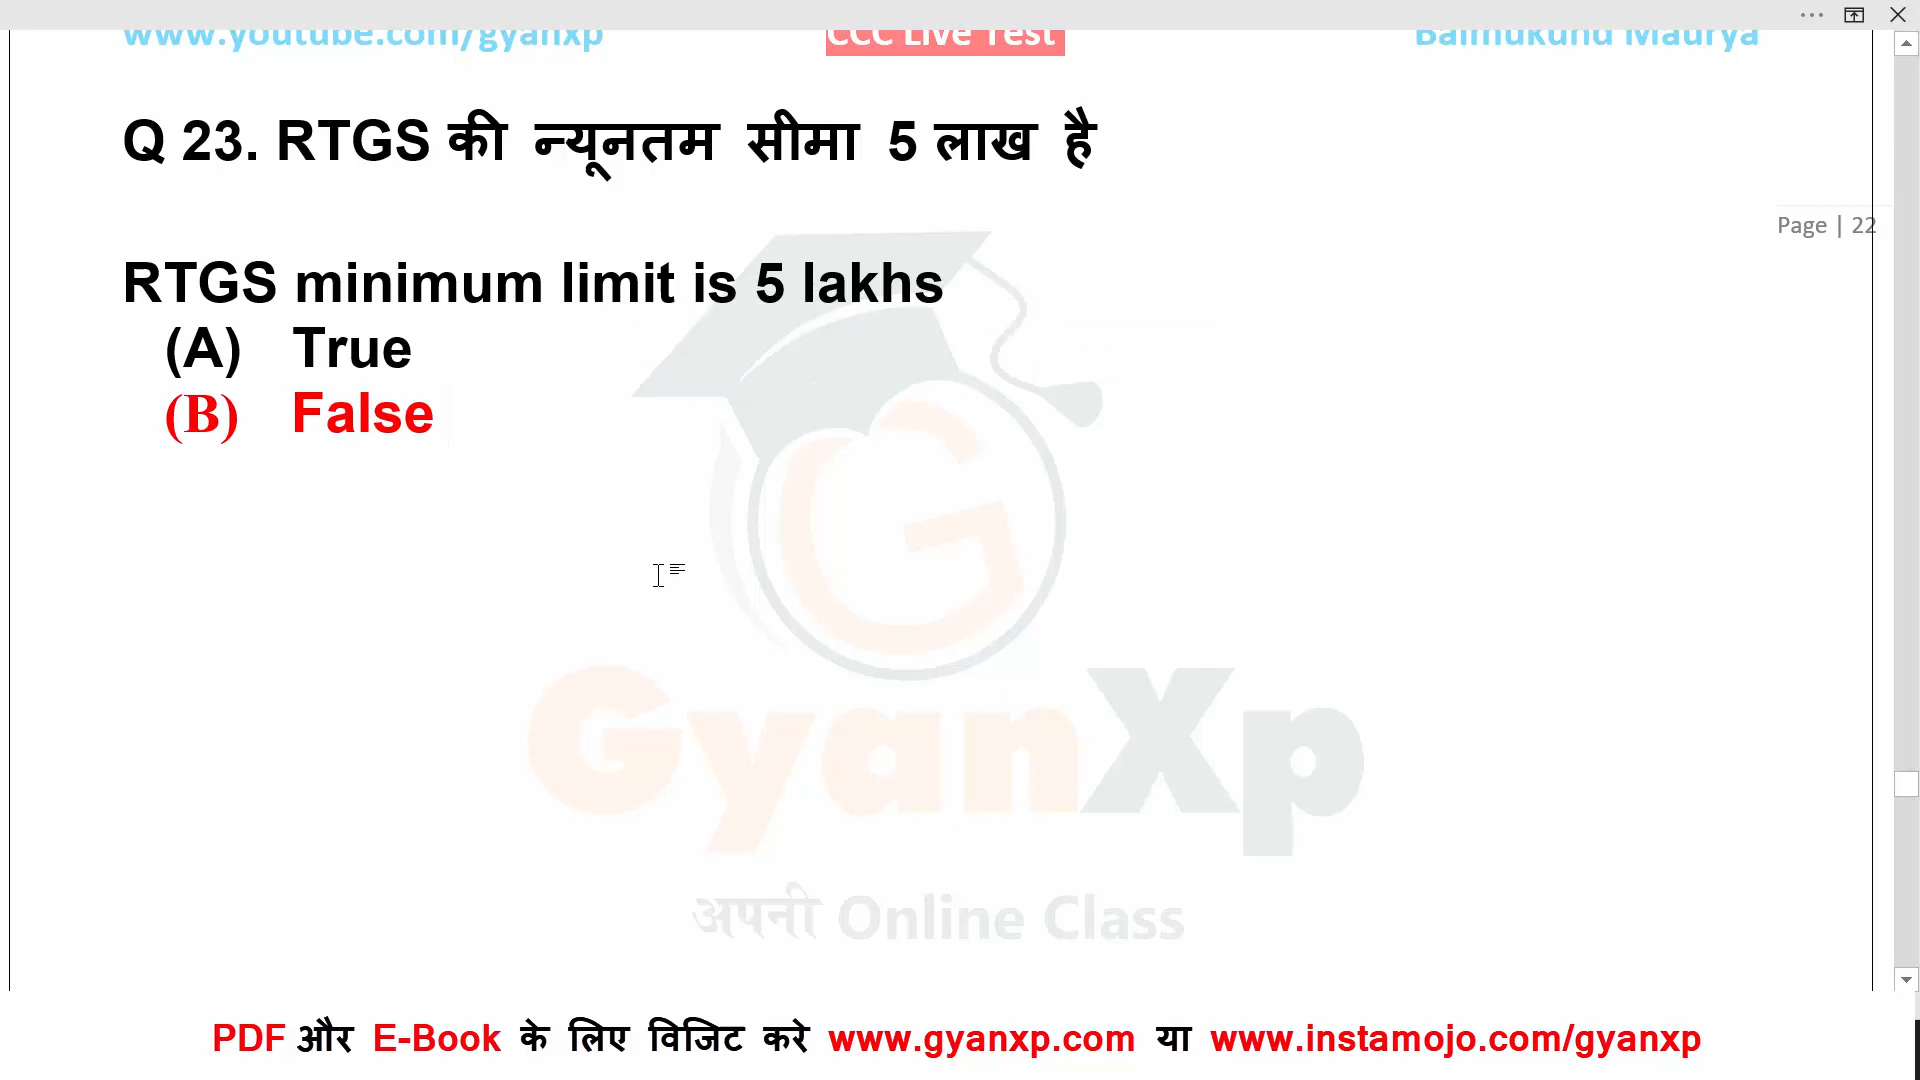 www.youtube.com/gyanxp CCC Live Test Balmukund Maurya
Q 23. RTGS की न्यूनतम सीमा 5 लाख है
Page | 22
RTGS minimum limit is 5 lakhs
(A) True
(B) False
G
GyanXp
अपनी Online Class
PDF और E-Book के लिए विजिट करे www.gyanxp.com या www.instamojo.com/gyanxp